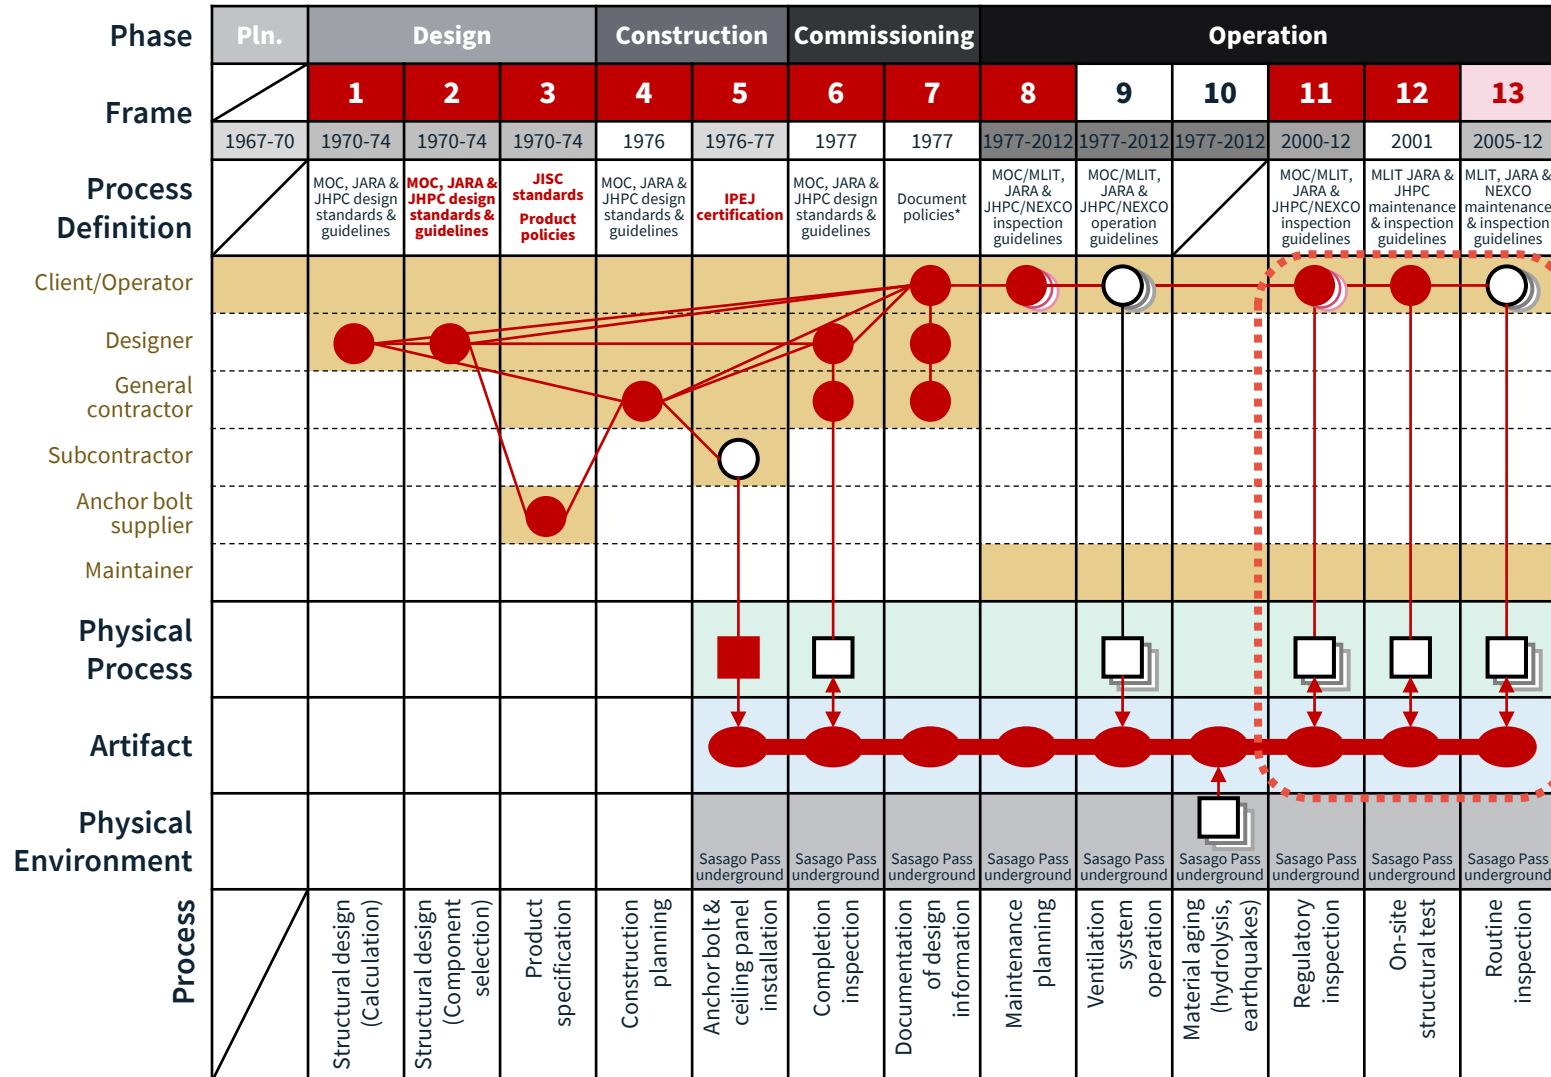 Phase
Pln.
Design
Construction
Commissioning
Operation
Frame
1
2
3
4
5
6
7
8
9
10
11
12
13
1967-70
1970-74
1970-74
1970-74
1976
1976-77
1977
1977
1977-2012
1977-2012
1977-2012
2000-12
2001
2005-12
Process
Definition
MOC, JARA &
JHPC design
standards &
guidelines
MOC, JARA &
JHPC design
standards &
guidelines
JISC
standards
Product
policies
MOC, JARA &
JHPC design
standards &
guidelines
IPEJ
certification
MOC, JARA &
JHPC design
standards &
guidelines
Document
policies*
MOC/MLIT,
JARA &
JHPC/NEXCO
inspection
guidelines
MOC/MLIT,
JARA &
JHPC/NEXCO
operation
guidelines
MOC/MLIT,
JARA &
JHPC/NEXCO
inspection
guidelines
MLIT JARA &
JHPC
maintenance
& inspection
guidelines
MLIT, JARA &
NEXCO
maintenance
& inspection
guidelines
Client/Operator
Designer
General
contractor
Subcontractor
Anchor bolt
supplier
Maintainer
Physical
Process
Artifact
Physical
Environment
Sasago Pass
underground
Sasago Pass
underground
Sasago Pass
underground
Sasago Pass
underground
Sasago Pass
underground
Sasago Pass
underground
Sasago Pass
underground
Sasago Pass
underground
Sasago Pass
underground
Process
Structural design
(Calculation)
Structural design
(Component
selection)
Product
specification
Construction
planning
Anchor bolt &
ceiling panel
installation
Completion
inspection
Documentation
of design
information
Maintenance
planning
Ventilation
system
operation
Material aging
(hydrolysis,
earthquakes)
Regulatory
inspection
On-site
structural test
Routine
inspection